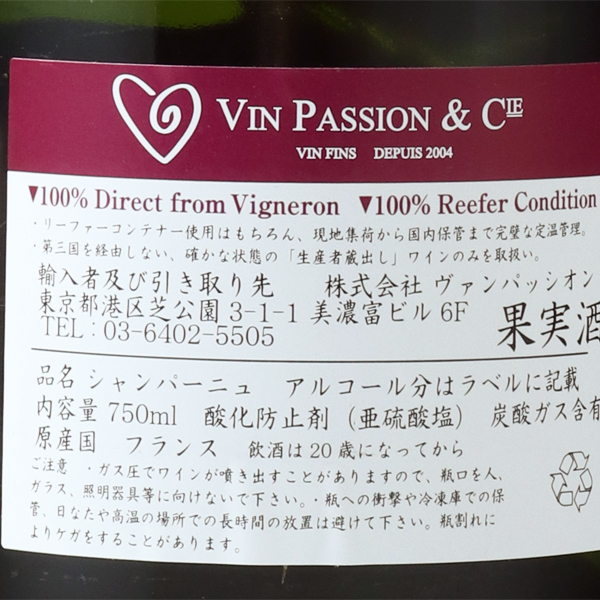 VIN PASSION & CIE
VIN FINS DEPUIS 2004
▼100% Direct from Vigneron ▼100% Reefer Condition
・リーファーコンテナー使用はもちろん、現地集荷から国内保管まで完璧な定温管理。
・第三国を経由しない、確かな状態の「生産者蔵出し」ワインのみを取扱い。
輸入者及び引き取り先 株式会社 ヴァンパッシオン
東京都港区芝公園 3-1-1 美濃富ビル 6F
TEL：03-6402-5505
果実酒
品名 シャンパーニュ アルコール分はラベルに記載
内容量 750ml 酸化防止剤（亜硫酸塩） 炭酸ガス含有
原産国 フランス 飲酒は20歳になってから
ご注意 ・ガス圧でワインが噴き出すことがありますので、瓶口を人、
ガラス、照明器具等に向けないで下さい。・瓶への衝撃や冷凍庫での保
管、日なたや高温の場所での長時間の放置は避けて下さい。瓶割れに
よりケガをすることがあります。